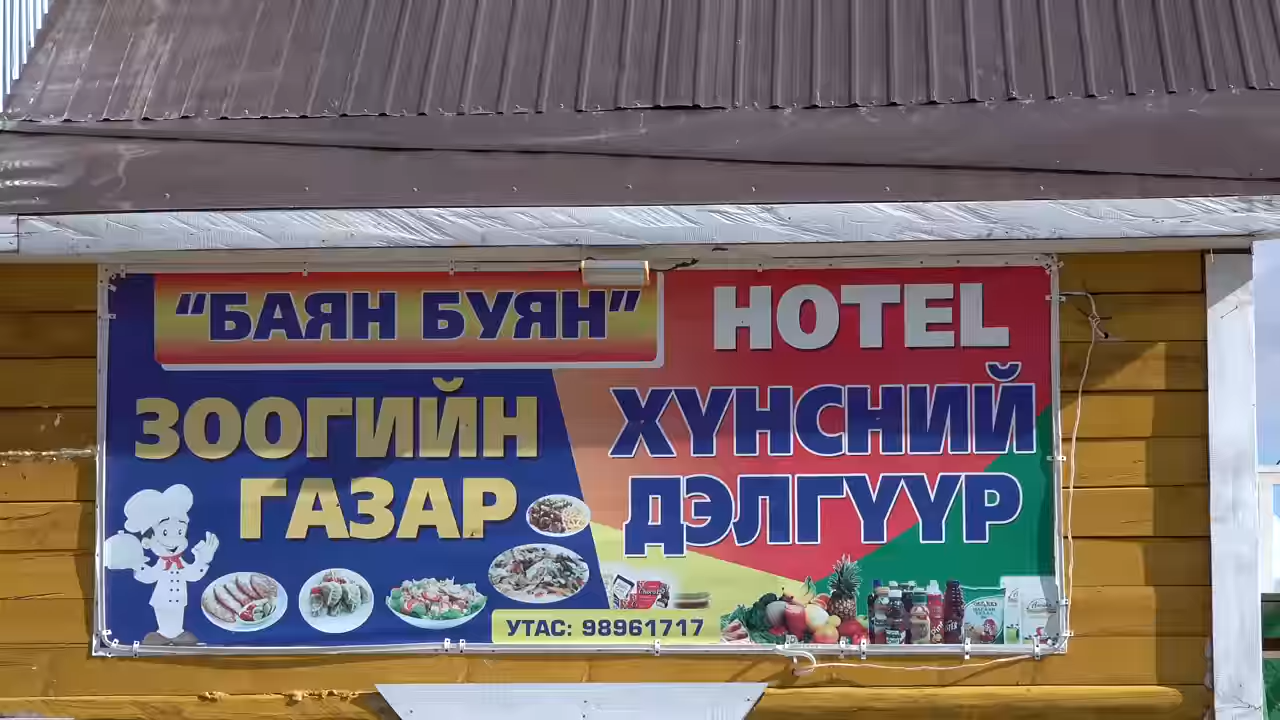 "БАЯН БУЯН"
HOTEL
ЗООГИЙН
ГАЗАР
ХҮНСНИЙ
ДЭЛГҮҮР
УТАС: 98961717